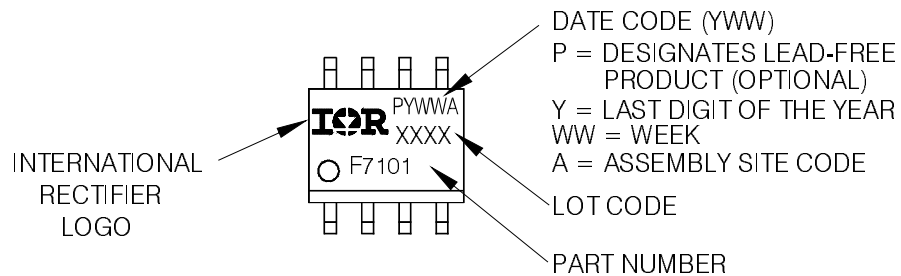 DATE CODE (YWW)
P = DESIGNATES LEAD-FREE
PRODUCT (OPTIONAL)
Y = LAST DIGIT OF THE YEAR
WW = WEEK
A = ASSEMBLY SITE CODE
LOT CODE
PART NUMBER
INTERNATIONAL
RECTIFIER
LOGO
IOR
PYWWA
XXXX
F7101